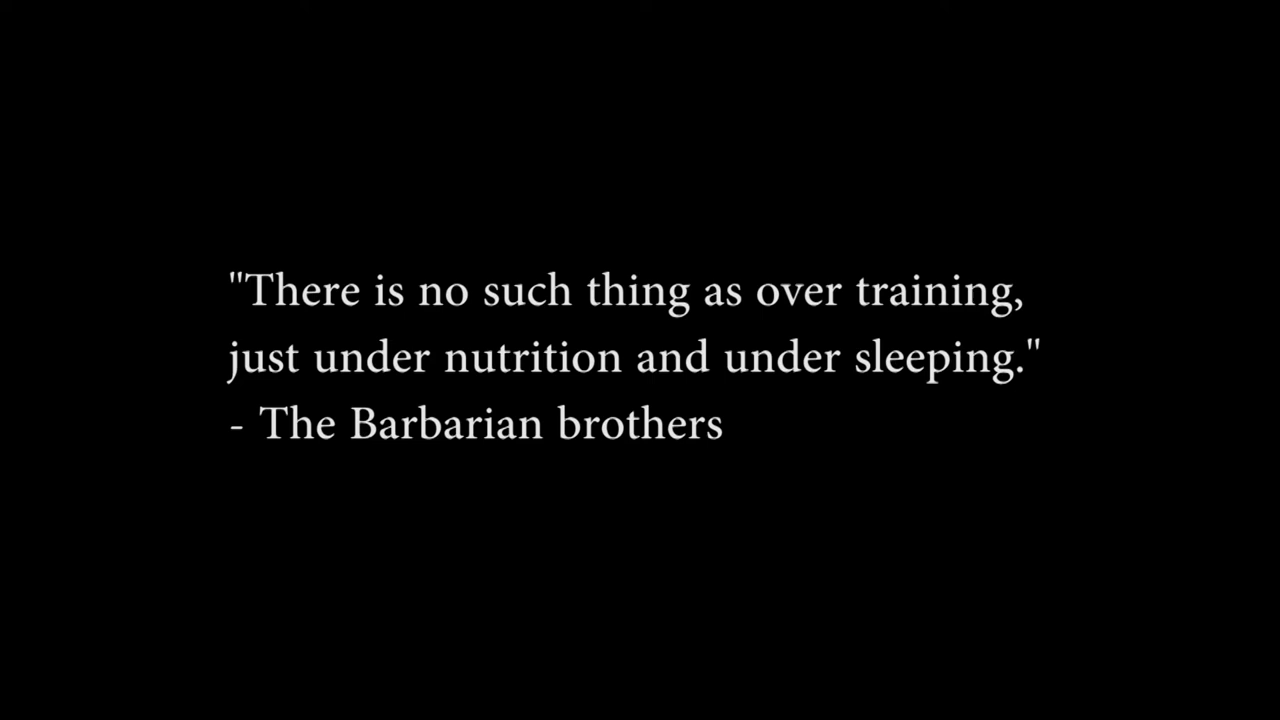 "There is no such thing as over training,
just under nutrition and under sleeping."
- The Barbarian brothers